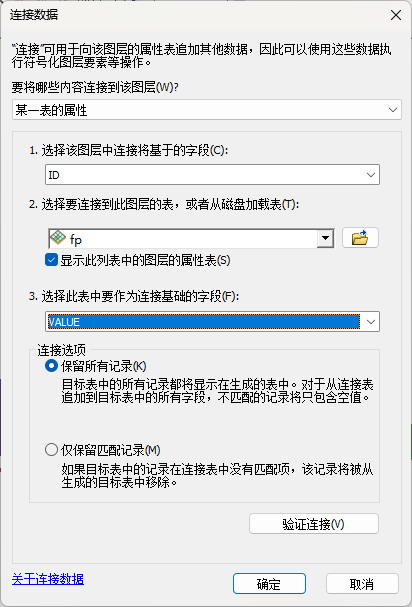 连接数据
“连接”可用于向该图层的属性表追加其他数据，因此可以使用这些数据执
行符号化图层要素等操作。
要将哪些内容连接到该图层(W)?
某一表的属性
1. 选择该图层中连接将基于的字段(C):
ID
2. 选择要连接到此图层的表，或者从磁盘加载表(T):
fp
显示此列表中的图层的属性表(S)
3. 选择此表中要作为连接基础的字段(F):
VALUE
连接选项
保留所有记录(K)
目标表中的所有记录都将显示在生成的表中。对于从连接表
追加到目标表中的所有字段，不匹配的记录将只包含空值。
仅保留匹配记录(M)
如果目标表中的记录在连接表中没有匹配项，该记录将被从
生成的目标表中移除。
验证连接(V)
关于连接数据
确定
取消